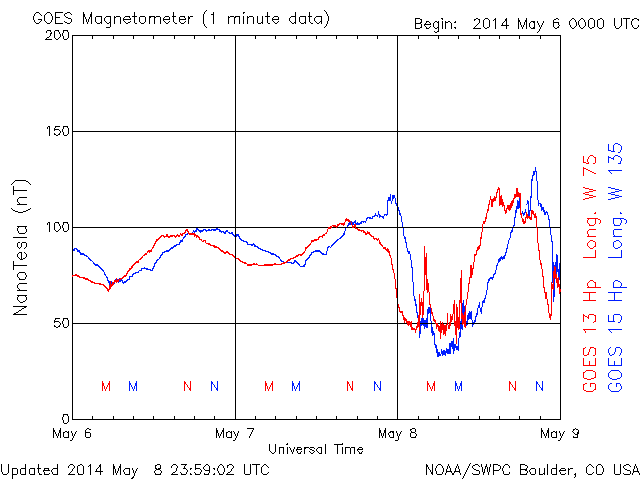 GOES Magnetometer (1 minute data)
Begin: 2014 May 6 0000 UTC
200
150
100
50
0
NanoTesla (nT)
GOES 13 Hp Long. W 75
GOES 15 Hp Long. W 135
M M N N M M N N M M N N
May 6 May 7 May 8 May 9
Universal Time
Updated 2014 May 8 23:59:02 UTC
NOAA/SWPC Boulder, CO USA